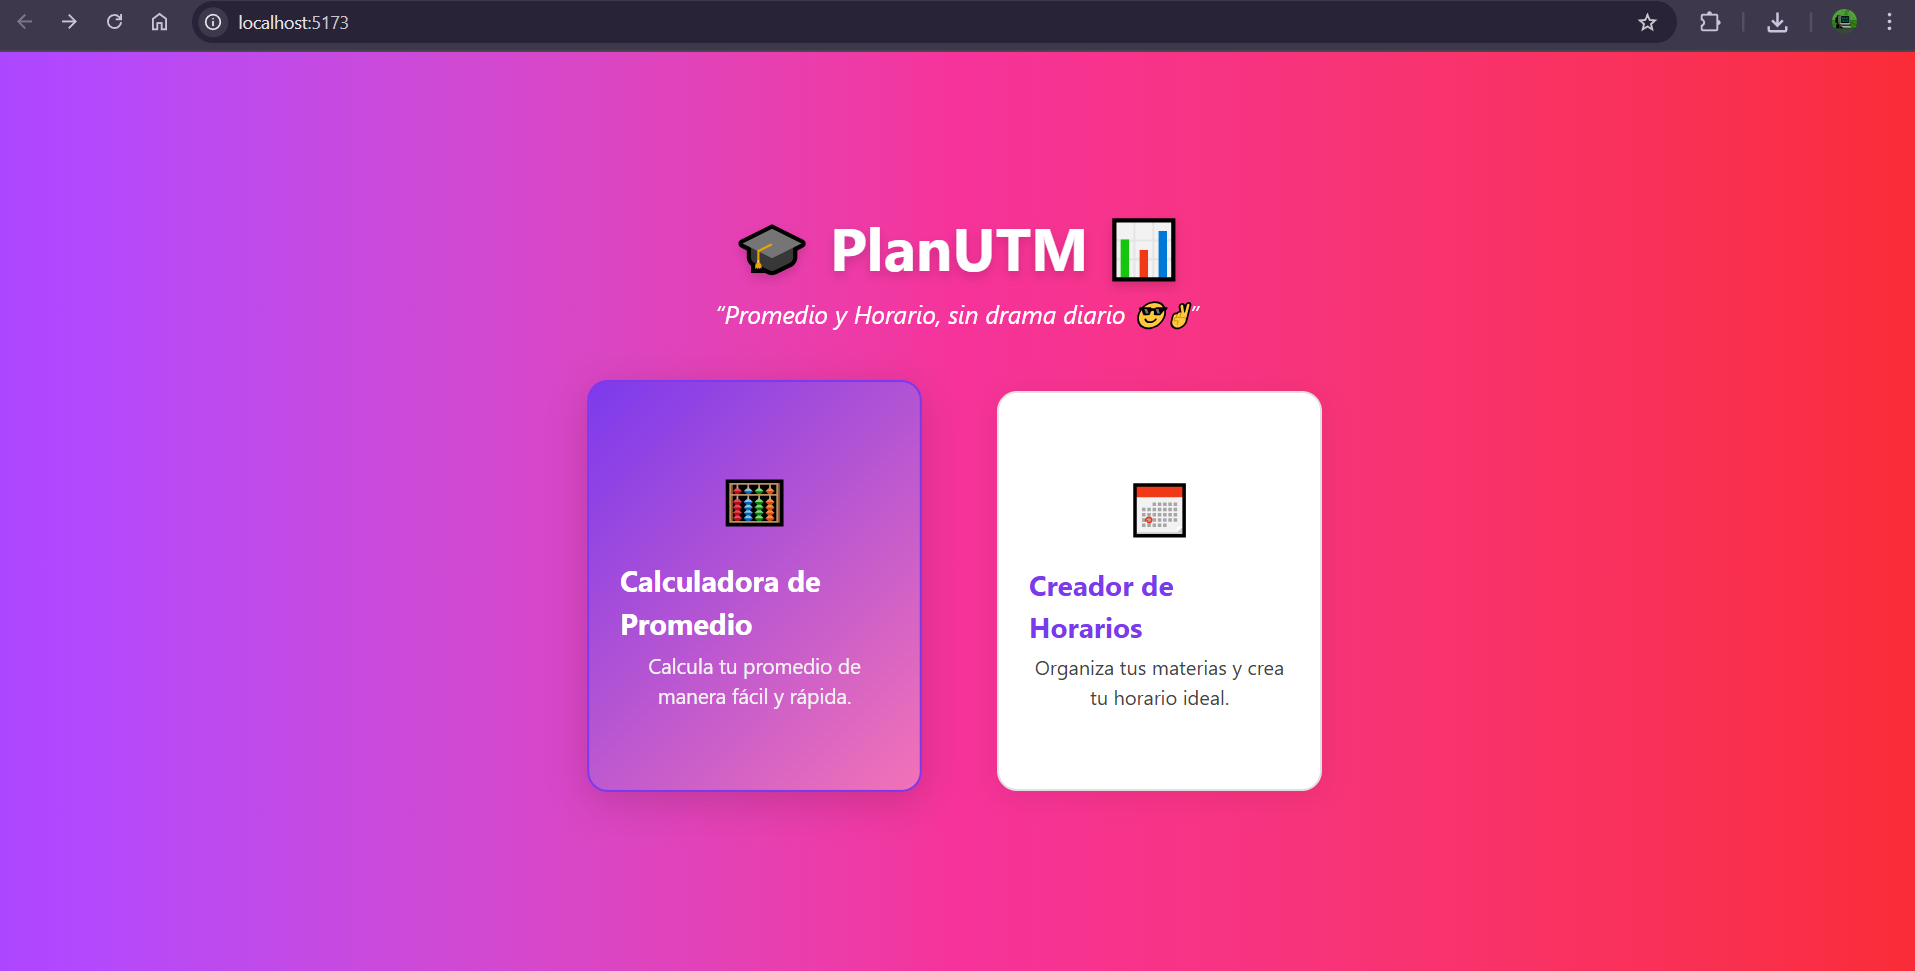 localhost:5173
🎓 PlanUTM 📊
“Promedio y Horario, sin drama diario 😎✌️”
🧮
Calculadora de
Promedio
Calcula tu promedio de
manera fácil y rápida.
📅
Creador de
Horarios
Organiza tus materias y crea
tu horario ideal.